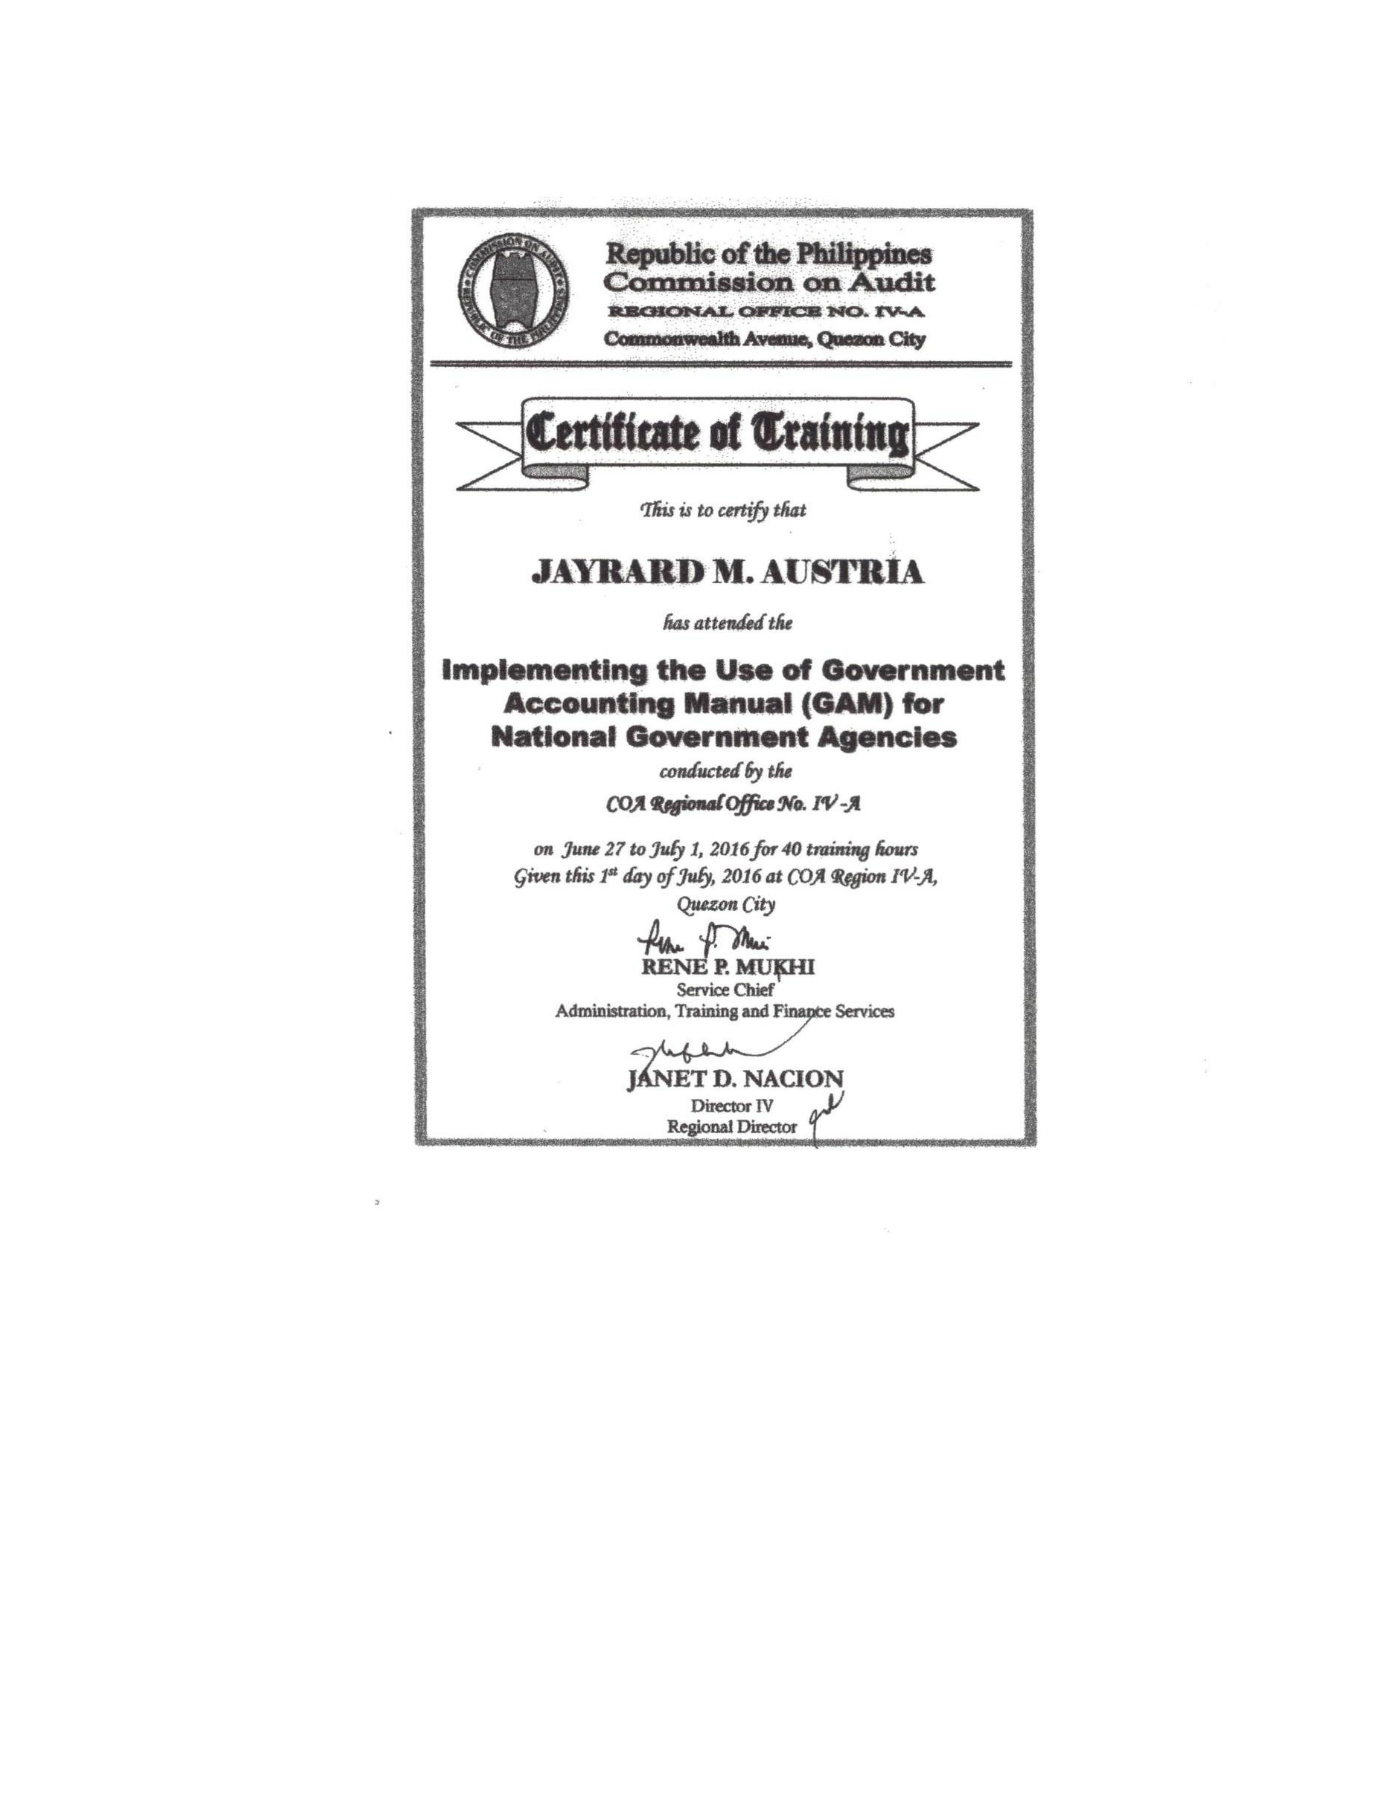 COMMISSION ON AUDIT
REPUBLIC OF THE PHILIPPINES
Republic of the Philippines
Commission on Audit
REGIONAL OFFICE NO. IV-A
Commonwealth Avenue, Quezon City
Certificate of Training
This is to certify that
JAYRARD M. AUSTRIA
has attended the
Implementing the Use of Government
Accounting Manual (GAM) for
National Government Agencies
conducted by the
COA Regional Office No. IV-A
on June 27 to July 1, 2016 for 40 training hours
Given this 1st day of July, 2016 at COA Region IV-A,
Quezon City
RENE P. MUKHI
Service Chief
Administration, Training and Finance Services
JANET D. NACION
Director IV
Regional Director